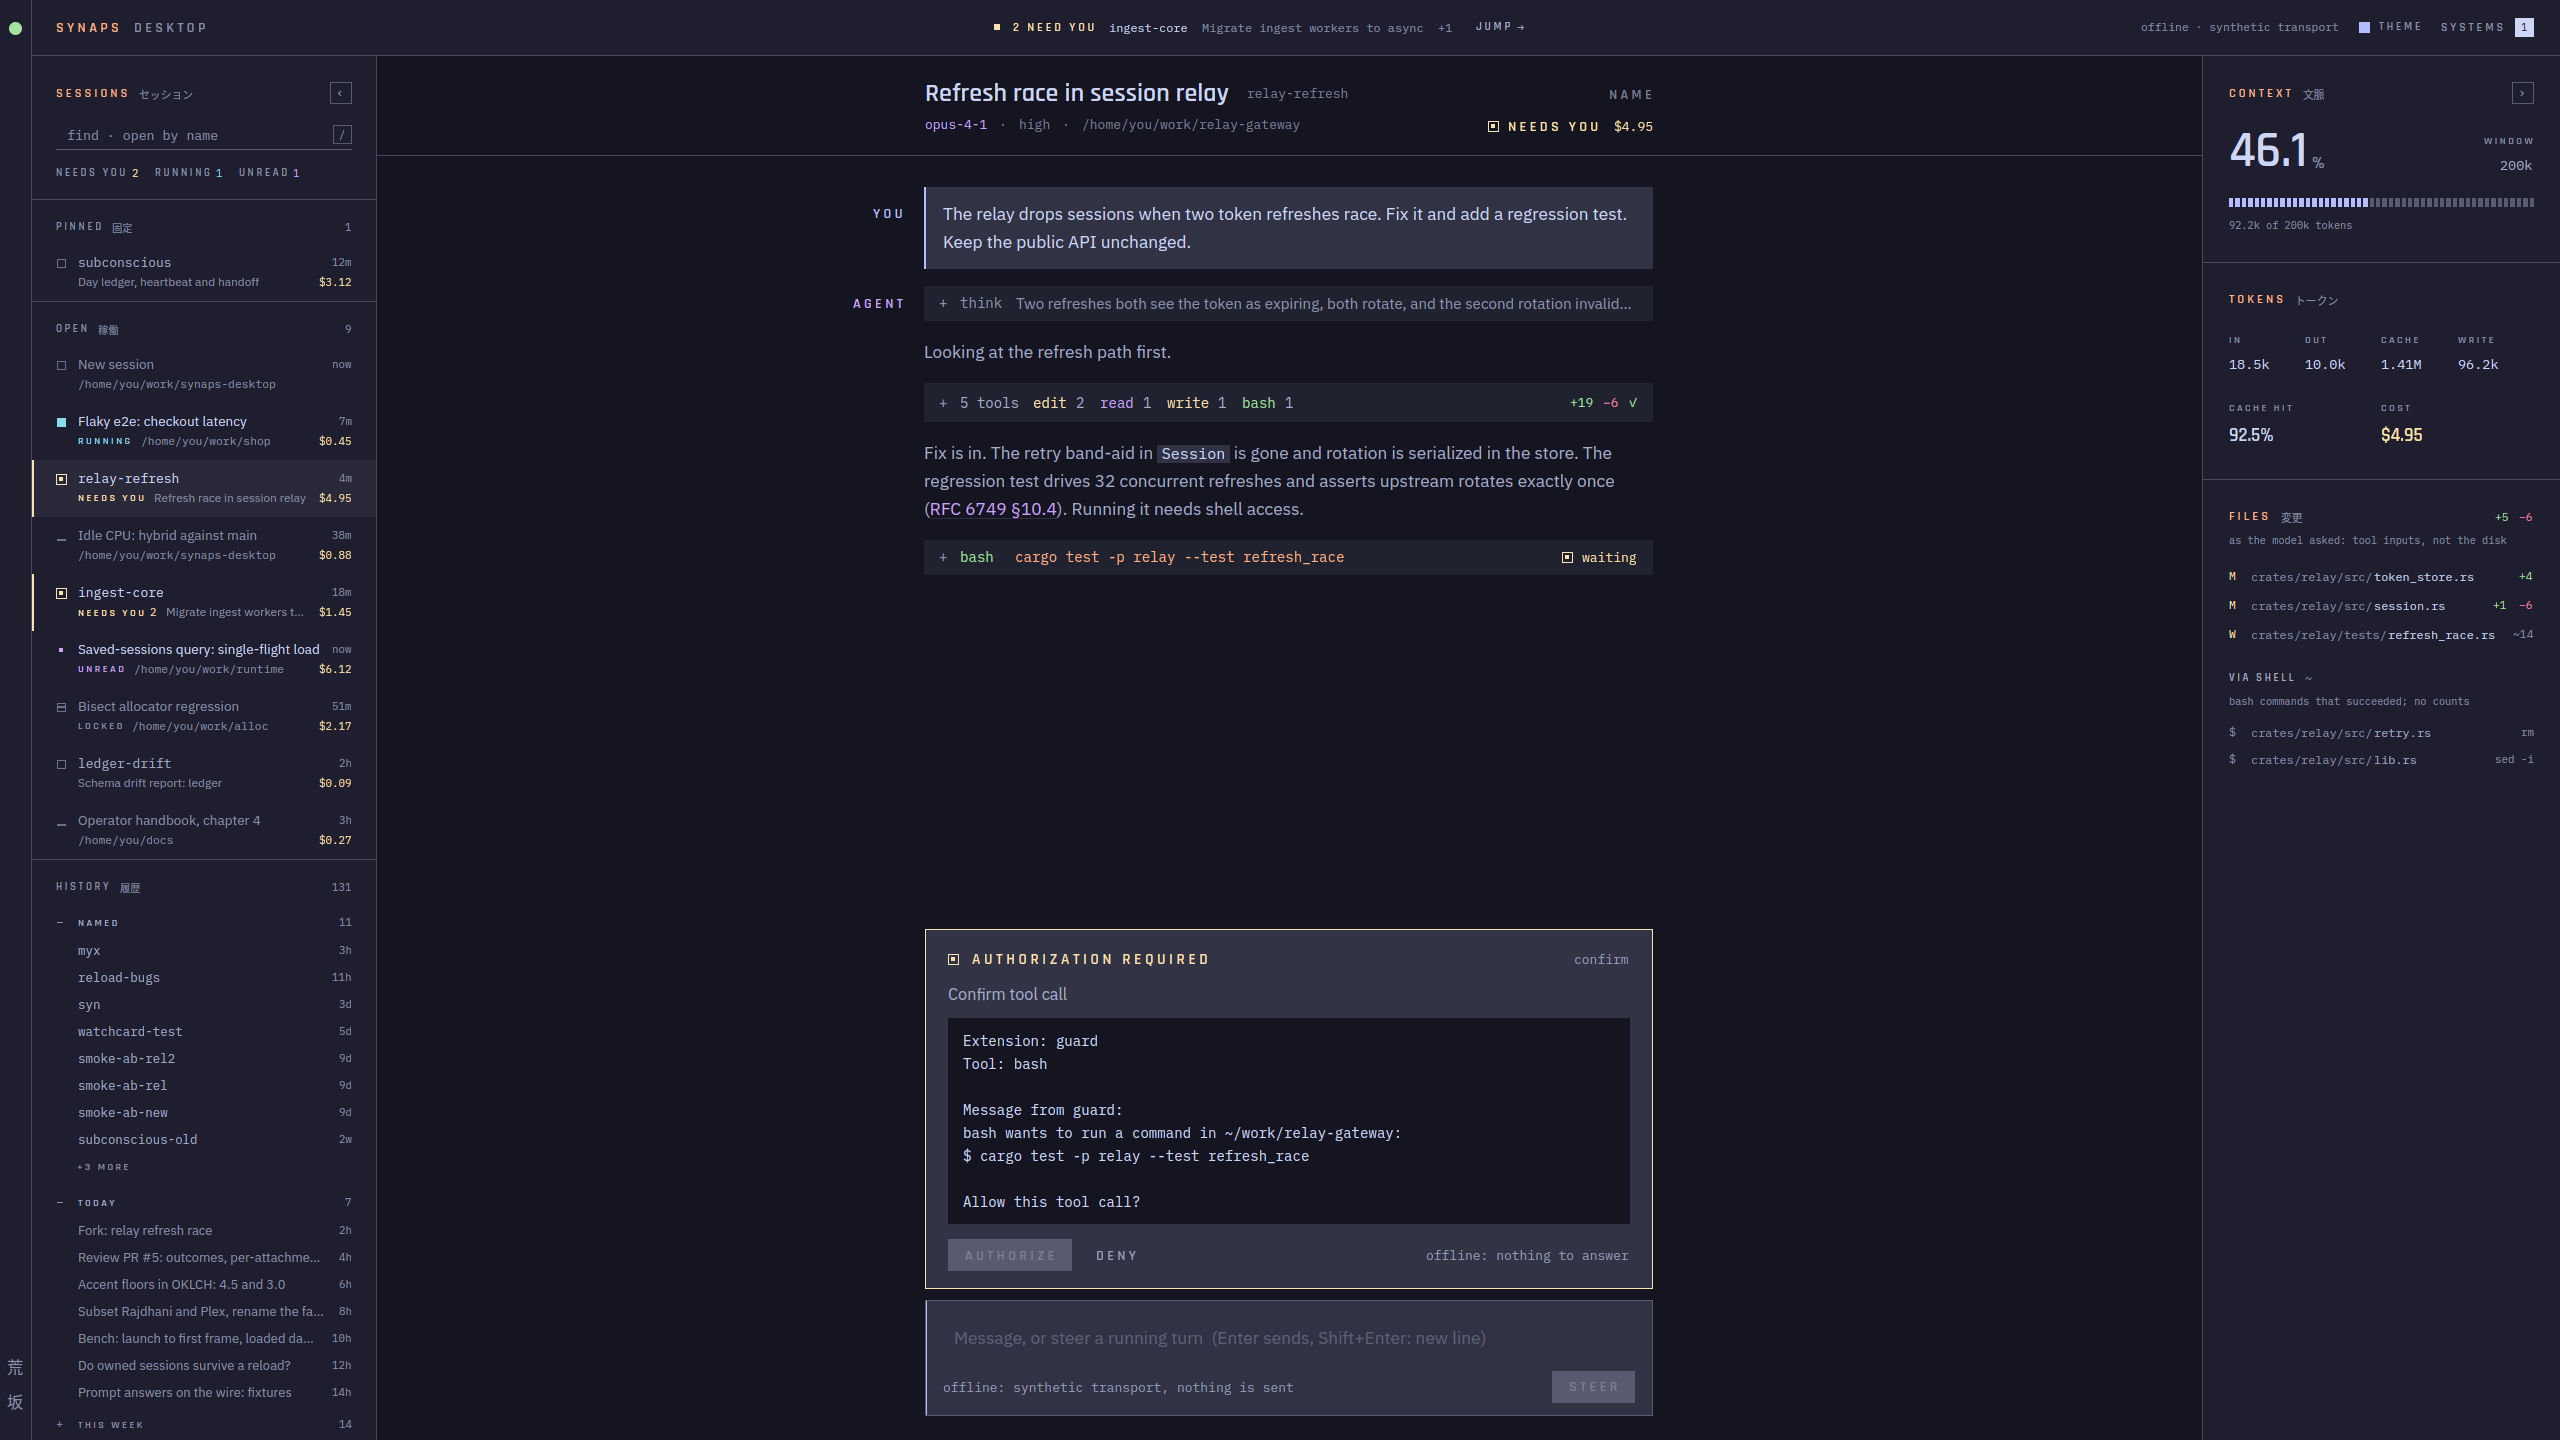 SYNAPS DESKTOP
2 NEED YOU ingest-core Migrate ingest workers to async +1 JUMP →
offline · synthetic transport THEME SYSTEMS 1
SESSIONS セッション ‹
find · open by name /
NEEDS YOU 2 RUNNING 1 UNREAD 1
PINNED 固定 1
subconscious 12m
Day ledger, heartbeat and handoff $3.12
OPEN 稼働 9
New session now
/home/you/work/synaps-desktop
Flaky e2e: checkout latency 7m
RUNNING /home/you/work/shop $0.45
relay-refresh 4m
NEEDS YOU Refresh race in session relay $4.95
Idle CPU: hybrid against main 38m
/home/you/work/synaps-desktop $0.88
ingest-core 18m
NEEDS YOU 2 Migrate ingest workers t… $1.45
Saved-sessions query: single-flight load now
UNREAD /home/you/work/runtime $6.12
Bisect allocator regression 51m
LOCKED /home/you/work/alloc $2.17
ledger-drift 2h
Schema drift report: ledger $0.09
Operator handbook, chapter 4 3h
/home/you/docs $0.27
HISTORY 履歴 131
− NAMED 11
myx 3h
reload-bugs 11h
syn 3d
watchcard-test 5d
smoke-ab-rel2 9d
smoke-ab-rel 9d
smoke-ab-new 9d
subconscious-old 2w
+3 MORE
− TODAY 7
Fork: relay refresh race 2h
Review PR #5: outcomes, per-attachme… 4h
Accent floors in OKLCH: 4.5 and 3.0 6h
Subset Rajdhani and Plex, rename the fa… 8h
Bench: launch to first frame, loaded da… 10h
Do owned sessions survive a reload? 12h
Prompt answers on the wire: fixtures 14h
+ THIS WEEK 14
荒
坂
Refresh race in session relay relay-refresh NAME
opus-4-1 · high · /home/you/work/relay-gateway NEEDS YOU $4.95
YOU
The relay drops sessions when two token refreshes race. Fix it and add a regression test.
Keep the public API unchanged.
AGENT
+ think Two refreshes both see the token as expiring, both rotate, and the second rotation invalid…
Looking at the refresh path first.
+ 5 tools edit 2 read 1 write 1 bash 1 +19 −6 √
Fix is in. The retry band-aid in Session is gone and rotation is serialized in the store. The
regression test drives 32 concurrent refreshes and asserts upstream rotates exactly once
(RFC 6749 §10.4). Running it needs shell access.
+ bash cargo test -p relay --test refresh_race waiting
AUTHORIZATION REQUIRED confirm
Confirm tool call
Extension: guard
Tool: bash
Message from guard:
bash wants to run a command in ~/work/relay-gateway:
$ cargo test -p relay --test refresh_race
Allow this tool call?
AUTHORIZE DENY offline: nothing to answer
Message, or steer a running turn (Enter sends, Shift+Enter: new line)
offline: synthetic transport, nothing is sent STEER
CONTEXT 文脈 ›
46.1 % WINDOW
200k
92.2k of 200k tokens
TOKENS トークン
IN OUT CACHE WRITE
18.5k 10.0k 1.41M 96.2k
CACHE HIT COST
92.5% $4.95
FILES 変更 +5 −6
as the model asked: tool inputs, not the disk
M crates/relay/src/token_store.rs +4
M crates/relay/src/session.rs +1 −6
W crates/relay/tests/refresh_race.rs ~14
VIA SHELL ~
bash commands that succeeded; no counts
$ crates/relay/src/retry.rs rm
$ crates/relay/src/lib.rs sed -i